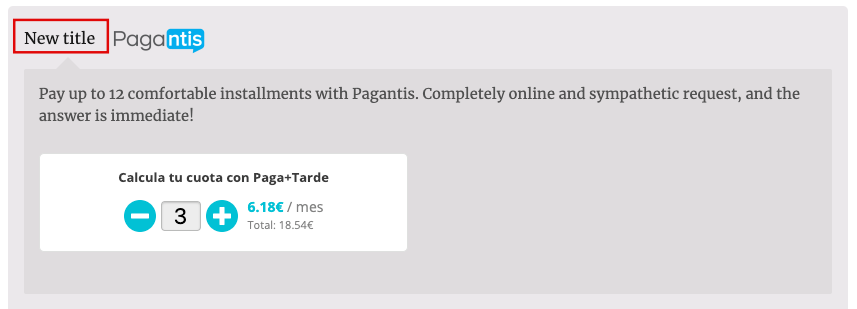 New title Pagantis
Pay up to 12 comfortable installments with Pagantis. Completely online and sympathetic request, and the
answer is immediate!
Calcula tu cuota con Paga+Tarde
3
6.18€ / mes
Total: 18.54€